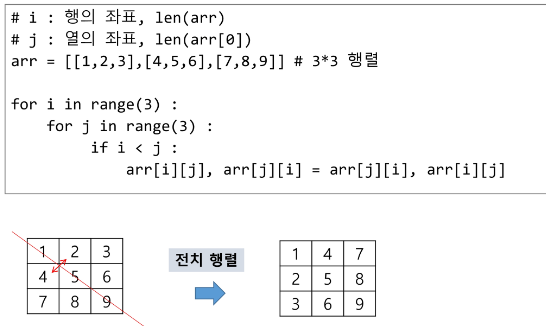 # i : 행의 좌표, len(arr)
# j : 열의 좌표, len(arr[0])
arr = [[1,2,3],[4,5,6],[7,8,9]] # 3*3 행렬
for i in range(3) :
    for j in range(3) :
        if i < j :
            arr[i][j], arr[j][i] = arr[j][i], arr[i][j]
1 2 3
4 5 6
7 8 9
전치 행렬
1 4 7
2 5 8
3 6 9